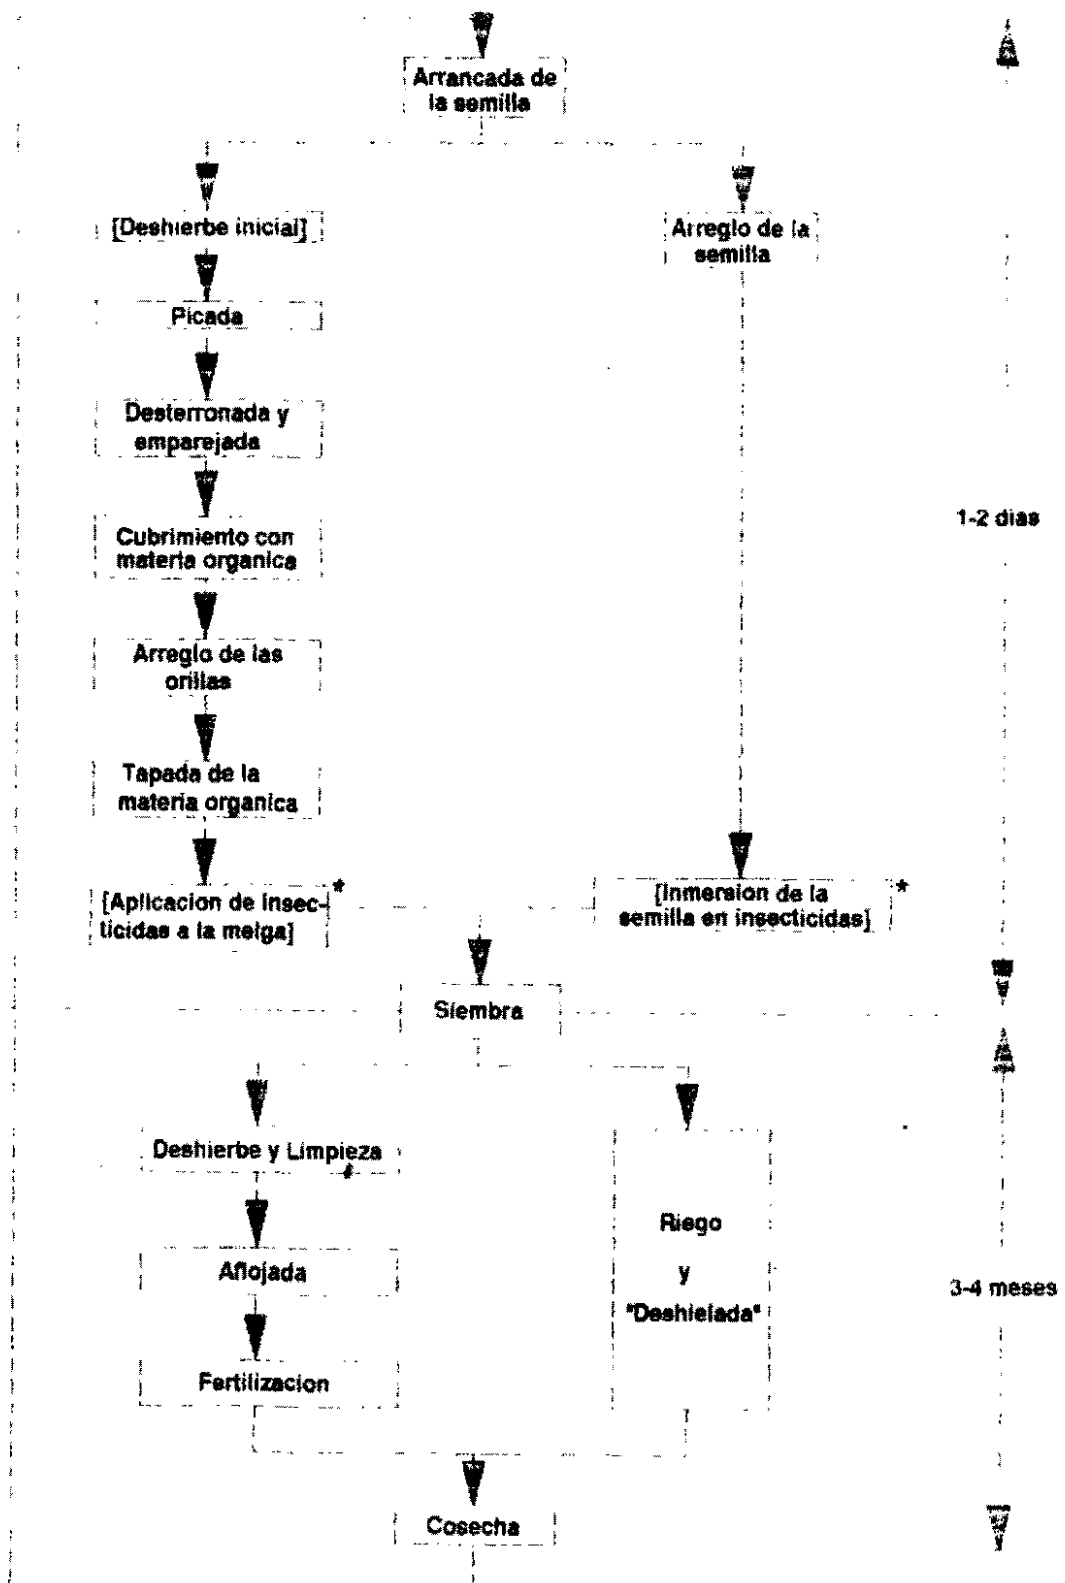 Arrancada de
la semilla
[Deshierbe inicial]
Arreglo de la
semilla
Picada
Desterronada y
emparejada
Cubrimiento con
materia organica
1-2 dias
Arreglo de las
orillas
Tapada de la
materia organica
[Aplicacion de insec-*
ticidas a la melga]
[Inmersion de la *
semilla en insecticidas]
Siembra
Deshierbe y Limpieza
Riego
y
"Deshielada"
Aflojada
3-4 meses
Fertilizacion
Cosecha